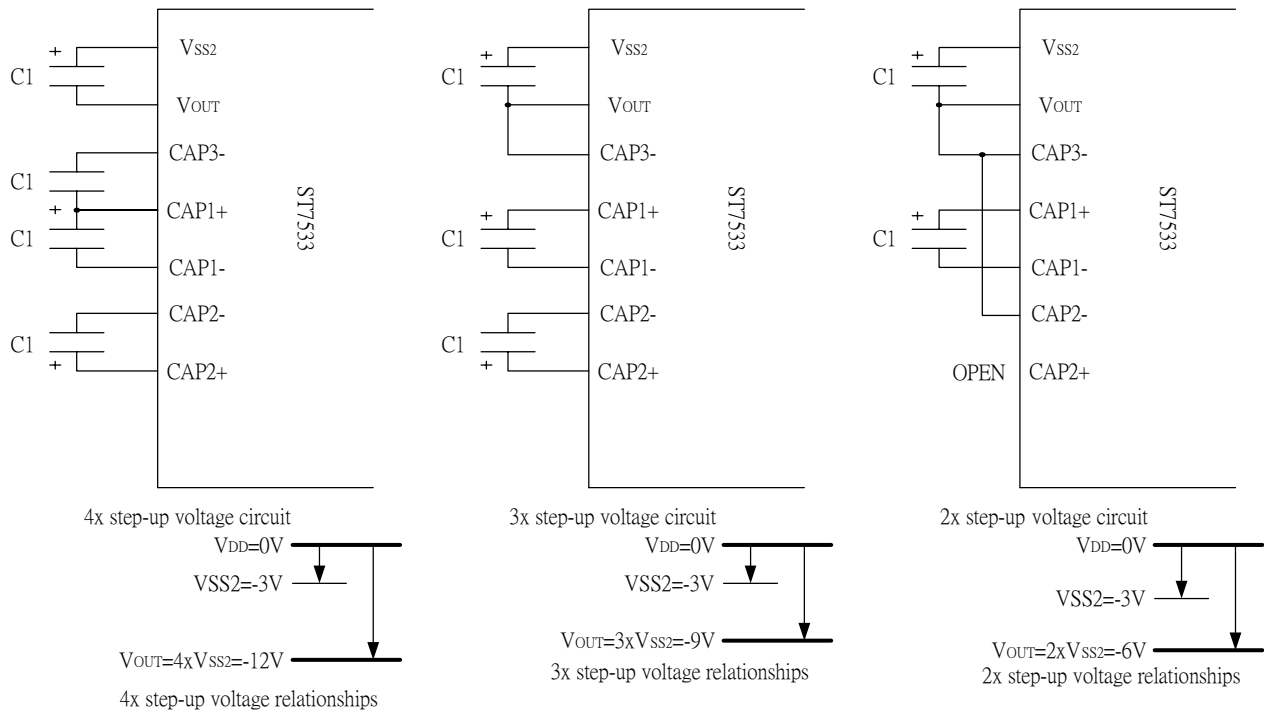 VSS2
C1
+
VOUT
CAP3-
C1
+
CAP1+
C1
CAP1-
CAP2-
C1
+
CAP2+
ST7533
4x step-up voltage circuit
VDD=0V
VSS2=-3V
VOUT=4xVSS2=-12V
4x step-up voltage relationships
VSS2
+
C1
VOUT
CAP3-
CAP1+
+
C1
CAP1-
CAP2-
C1
+
CAP2+
ST7533
3x step-up voltage circuit
VDD=0V
VSS2=-3V
VOUT=3xVSS2=-9V
3x step-up voltage relationships
VSS2
+
C1
VOUT
CAP3-
CAP1+
+
C1
CAP1-
CAP2-
OPEN
CAP2+
ST7533
2x step-up voltage circuit
VDD=0V
VSS2=-3V
VOUT=2xVSS2=-6V
2x step-up voltage relationships